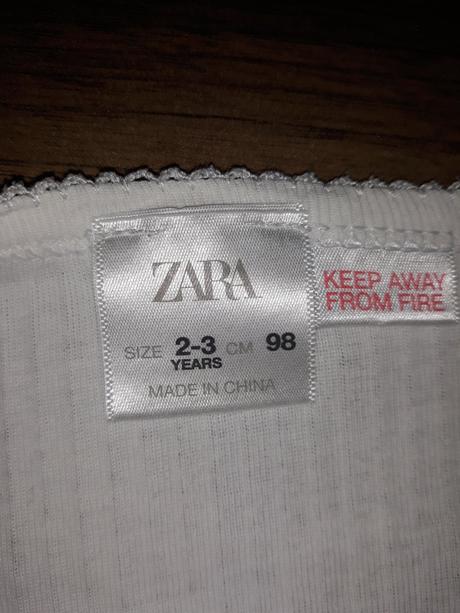 ZARA
SIZE 2-3 CM 98
YEARS
MADE IN CHINA
KEEP AWAY
FROM FIRE